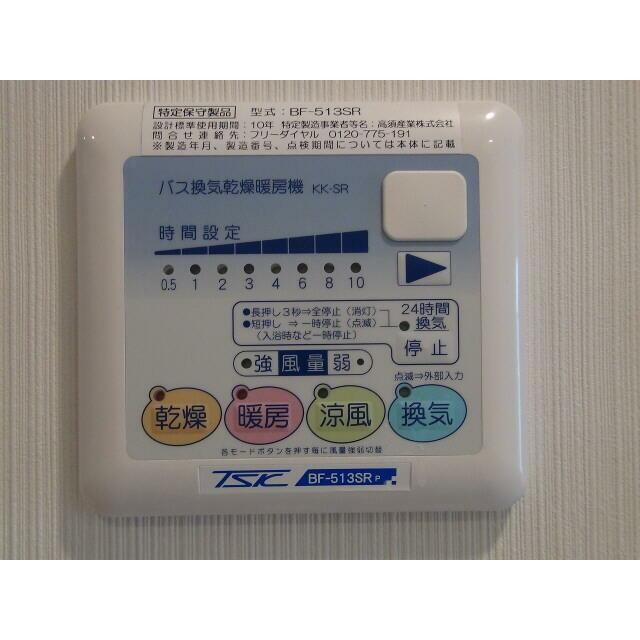 特定保守製品 型式：BF-513SR
設計標準使用期間：10年 特定製造事業者等名：高須産業株式会社
問合せ連絡先：フリーダイヤル 0120-775-191
※製造年月、製造番号、点検期間については本体に記載
バス換気乾燥暖房機 KK-SR
時間設定
0.5 1 2 3 4 6 8 10
●長押し3秒⇒全停止（消灯）
●短押し ⇒一時停止（点滅）
（入浴時など一時停止）
24時間
換気
停止
強 風量 弱
点滅⇒外部入力
乾燥 暖房 涼風 換気
各モードボタンを押す毎に風量強弱切替
TSK BF-513SR P